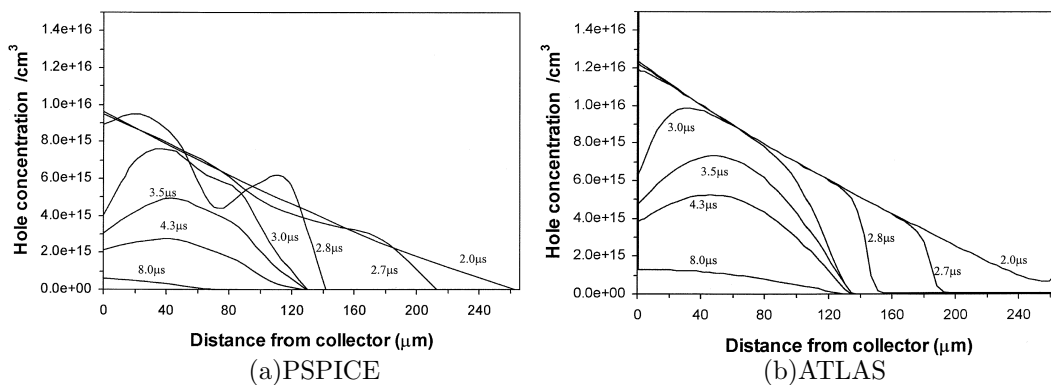 Hole concentration /cm³
1.4e+16
1.2e+16
1.0e+16
8.0e+15
6.0e+15
4.0e+15
2.0e+15
0.0e+00
3.5μs
4.3μs
8.0μs
3.0μs
2.8μs
2.7μs
2.0μs
0 40 80 120 160 200 240
Distance from collector (μm)
(a)PSPICE
Hole concentration /cm³
1.4e+16
1.2e+16
1.0e+16
8.0e+15
6.0e+15
4.0e+15
2.0e+15
0.0e+00
3.0μs
3.5μs
4.3μs
8.0μs
2.8μs
2.7μs
2.0μs
0 40 80 120 160 200 240
Distance from collector (μm)
(b)ATLAS